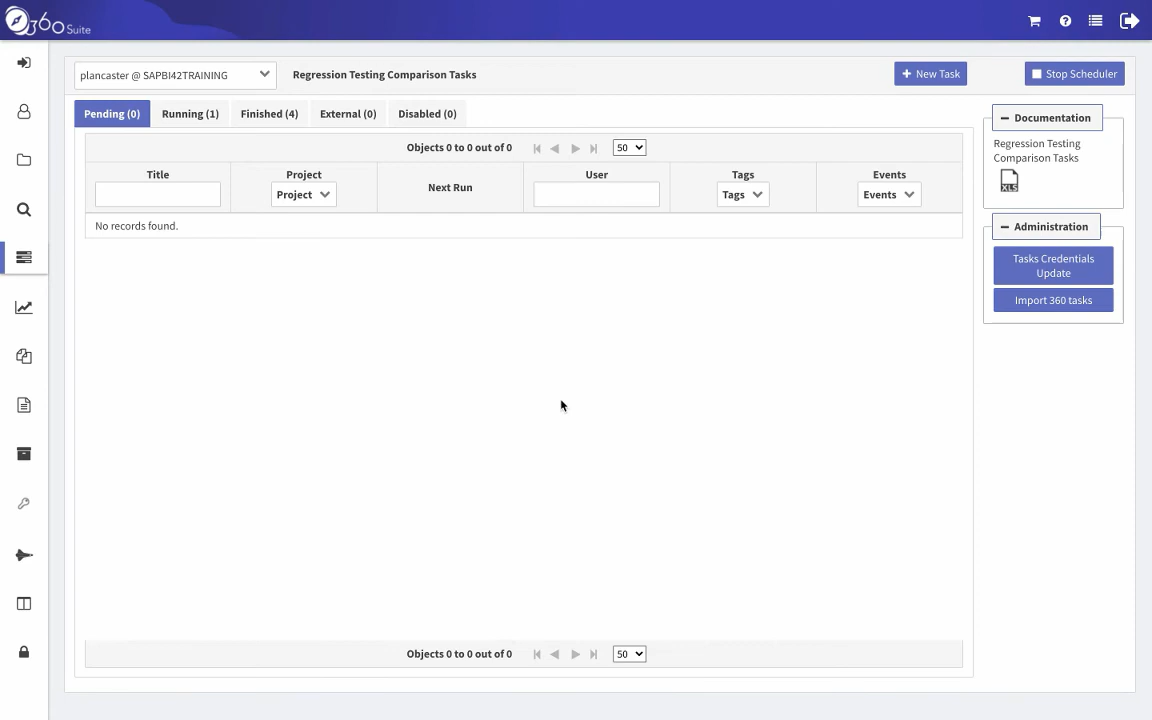 360 Suite
plancaster @ SAPBI42TRAINING
Regression Testing Comparison Tasks
+ New Task
Stop Scheduler
Pending (0)
Running (1)
Finished (4)
External (0)
Disabled (0)
Objects 0 to 0 out of 0
50
Title
Project
Project
Next Run
User
Tags
Tags
Events
Events
No records found.
Objects 0 to 0 out of 0
50
Documentation
Regression Testing
Comparison Tasks
XLS
Administration
Tasks Credentials
Update
Import 360 tasks